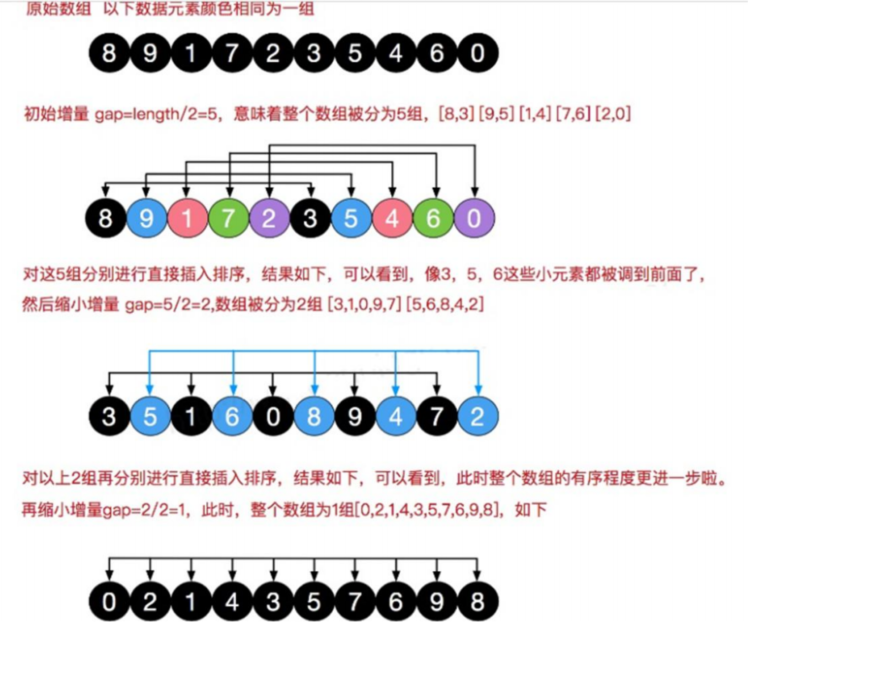 原始数组 以下数据元素颜色相同为一组
8 9 1 7 2 3 5 4 6 0
初始增量 gap=length/2=5，意味着整个数组被分为5组，[8,3] [9,5] [1,4] [7,6] [2,0]
8 9 1 7 2 3 5 4 6 0
对这5组分别进行直接插入排序，结果如下，可以看到，像3，5，6这些小元素都被调到前面了，
然后缩小增量 gap=5/2=2,数组被分为2组 [3,1,0,9,7] [5,6,8,4,2]
3 5 1 6 0 8 9 4 7 2
对以上2组再分别进行直接插入排序，结果如下，可以看到，此时整个数组的有序程度更进一步啦。
再缩小增量gap=2/2=1，此时，整个数组为1组[0,2,1,4,3,5,7,6,9,8]，如下
0 2 1 4 3 5 7 6 9 8